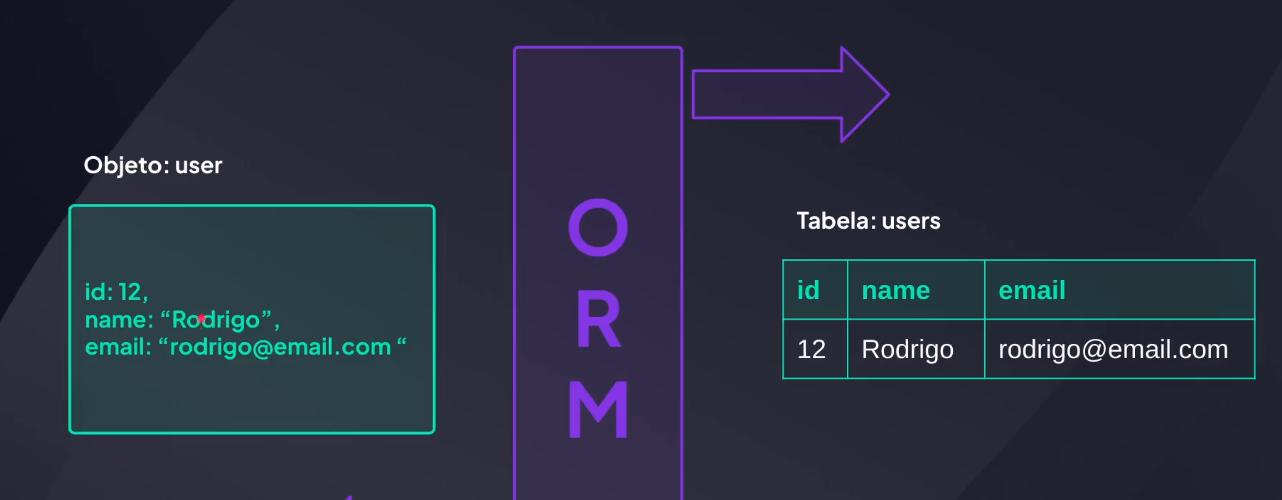 Objeto: user
id: 12,
name: “Rodrigo”,
email: “rodrigo@email.com “
O
R
M
Tabela: users
id name email
12 Rodrigo rodrigo@email.com